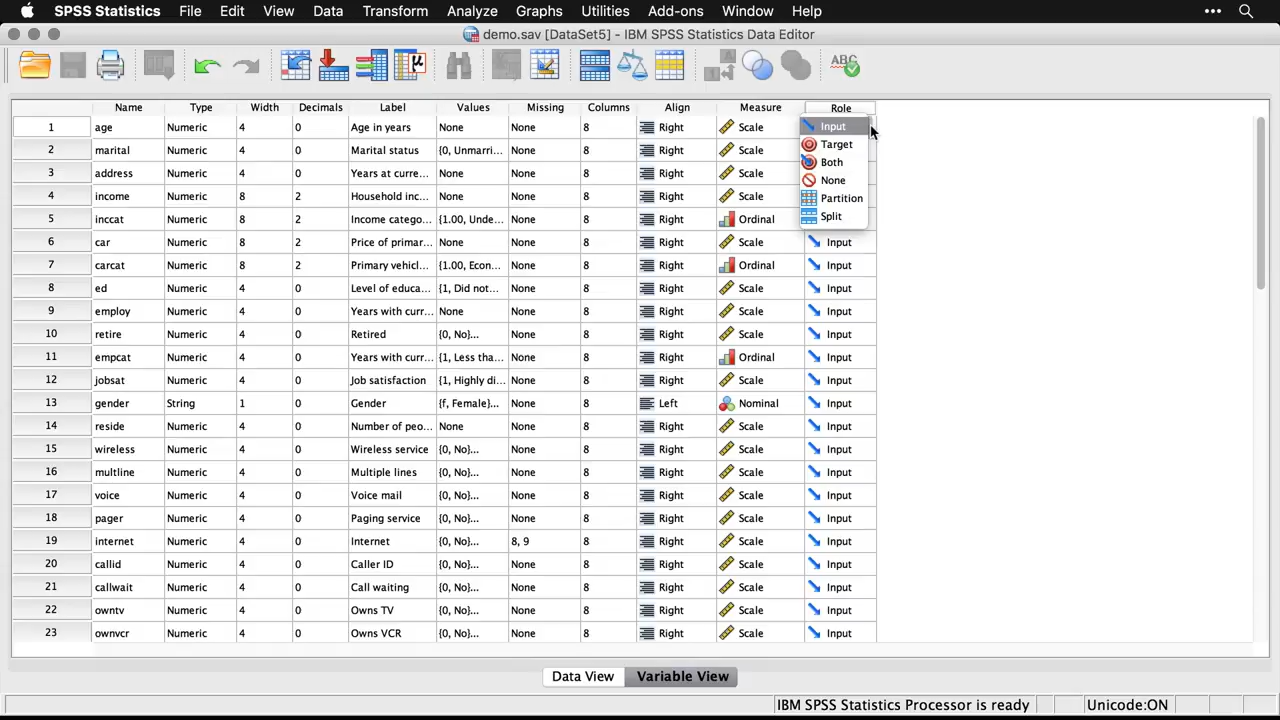 SPSS Statistics File Edit View Data Transform Analyze Graphs Utilities Add-ons Window Help
demo.sav [DataSet5] - IBM SPSS Statistics Data Editor
Name Type Width Decimals Label Values Missing Columns Align Measure Role
1 age Numeric 4 0 Age in years None None 8 Right Scale Input
2 marital Numeric 4 0 Marital status {0, Unmarri... None 8 Right Scale Target
3 address Numeric 4 0 Years at curre... None None 8 Right Scale Both
None
4 income Numeric 8 2 Household inc... None None 8 Right Scale Partition
5 inccat Numeric 8 2 Income catego... {1.00, Unde... None 8 Right Ordinal Split
6 car Numeric 8 2 Price of primar... None None 8 Right Scale Input
7 carcat Numeric 8 2 Primary vehicl... {1.00, Econ... None 8 Right Ordinal Input
8 ed Numeric 4 0 Level of educa... {1, Did not... None 8 Right Scale Input
9 employ Numeric 4 0 Years with curr... None None 8 Right Scale Input
10 retire Numeric 4 0 Retired {0, No}... None 8 Right Scale Input
11 empcat Numeric 4 0 Years with curr... {1, Less tha... None 8 Right Ordinal Input
12 jobsat Numeric 4 0 Job satisfaction {1, Highly di... None 8 Right Scale Input
13 gender String 1 0 Gender {f, Female}... None 8 Left Nominal Input
14 reside Numeric 4 0 Number of peo... None None 8 Right Scale Input
15 wireless Numeric 4 0 Wireless service {0, No}... None 8 Right Scale Input
16 multline Numeric 4 0 Multiple lines {0, No}... None 8 Right Scale Input
17 voice Numeric 4 0 Voice mail {0, No}... None 8 Right Scale Input
18 pager Numeric 4 0 Paging service {0, No}... None 8 Right Scale Input
19 internet Numeric 4 0 Internet {0, No}... 8, 9 8 Right Scale Input
20 callid Numeric 4 0 Caller ID {0, No}... None 8 Right Scale Input
21 callwait Numeric 4 0 Call waiting {0, No}... None 8 Right Scale Input
22 owntv Numeric 4 0 Owns TV {0, No}... None 8 Right Scale Input
23 ownvcr Numeric 4 0 Owns VCR {0, No}... None 8 Right Scale Input
Data View Variable View
IBM SPSS Statistics Processor is ready Unicode:ON